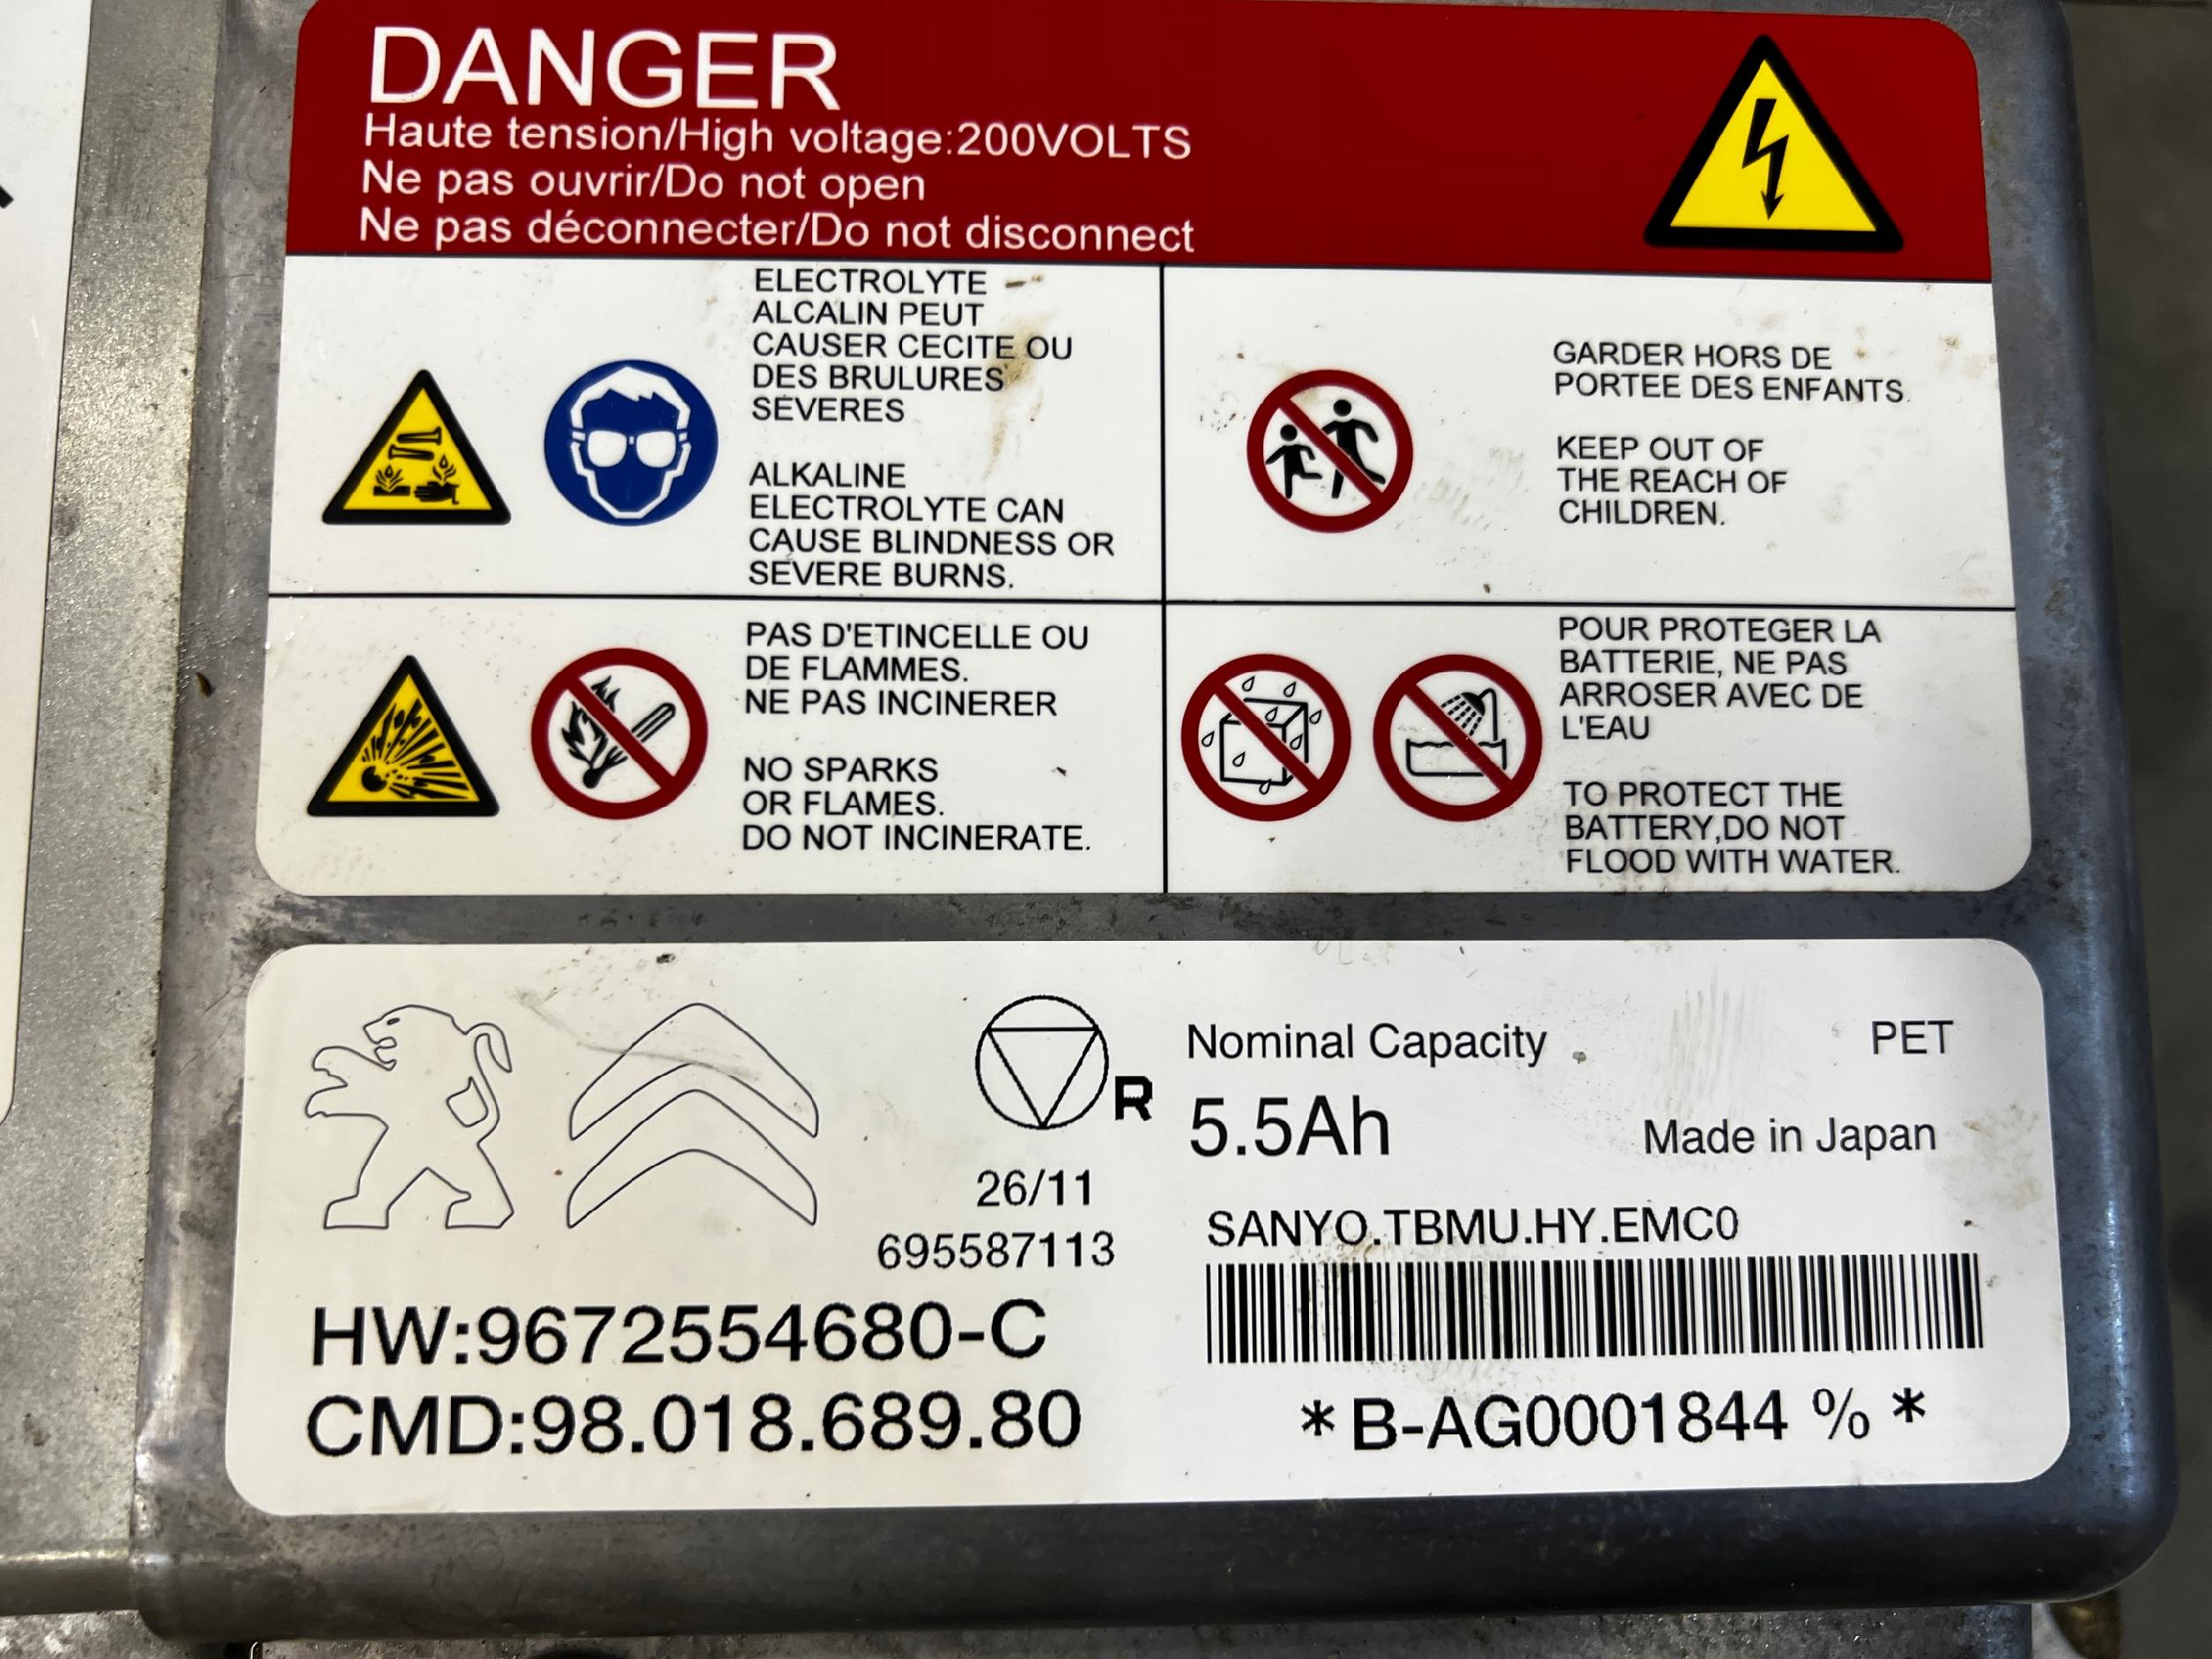 DANGER
Haute tension/High voltage:200VOLTS
Ne pas ouvrir/Do not open
Ne pas déconnecter/Do not disconnect
ELECTROLYTE
ALCALIN PEUT
CAUSER CECITE OU
DES BRULURES
SEVERES
ALKALINE
ELECTROLYTE CAN
CAUSE BLINDNESS OR
SEVERE BURNS.
GARDER HORS DE
PORTEE DES ENFANTS.
KEEP OUT OF
THE REACH OF
CHILDREN.
PAS D'ETINCELLE OU
DE FLAMMES.
NE PAS INCINERER
NO SPARKS
OR FLAMES.
DO NOT INCINERATE.
POUR PROTEGER LA
BATTERIE, NE PAS
ARROSER AVEC DE
L'EAU
TO PROTECT THE
BATTERY,DO NOT
FLOOD WITH WATER.
R
26/11
695587113
HW:9672554680-C
CMD:98.018.689.80
Nominal Capacity
5.5Ah
PET
Made in Japan
SANYO.TBMU.HY.EMC0
*B-AG0001844 % *